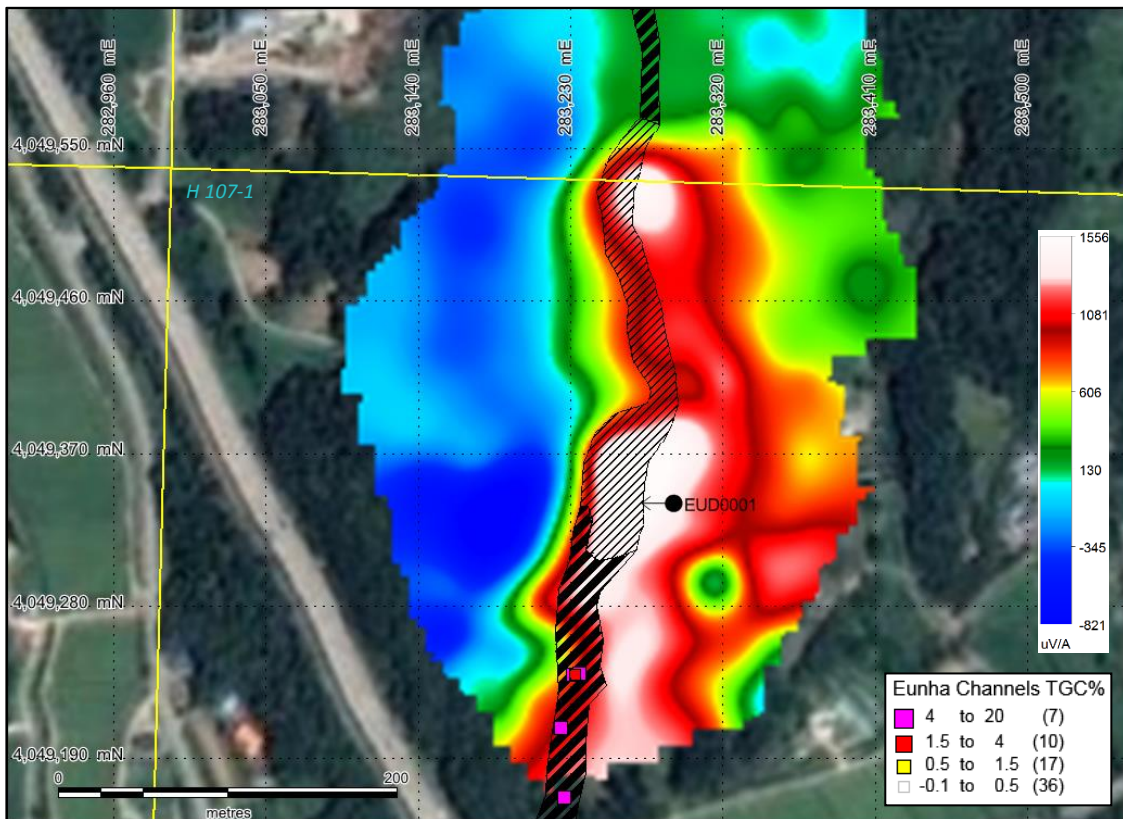 282,960 mE
283,050 mE
283,140 mE
283,230 mE
283,320 mE
283,410 mE
283,500 mE
4,049,550 mN
H 107-1
4,049,460 mN
4,049,370 mN
EUD0001
4,049,280 mN
4,049,190 mN
0
200
metres
1556
1081
606
130
-345
-821
uV/A
Eunha Channels TGC%
4 to 20 (7)
1.5 to 4 (10)
0.5 to 1.5 (17)
-0.1 to 0.5 (36)